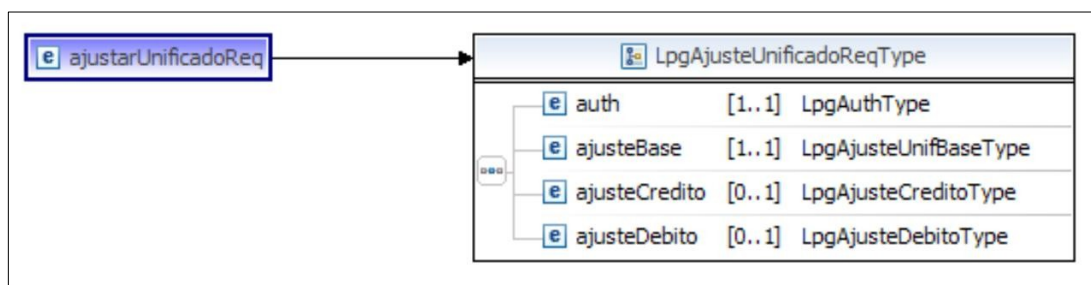 e ajustarUnificadoReq
LpgAjusteUnificadoReqType
e auth [1..1] LpgAuthType
e ajusteBase [1..1] LpgAjusteUnifBaseType
e ajusteCredito [0..1] LpgAjusteCreditoType
e ajusteDebito [0..1] LpgAjusteDebitoType